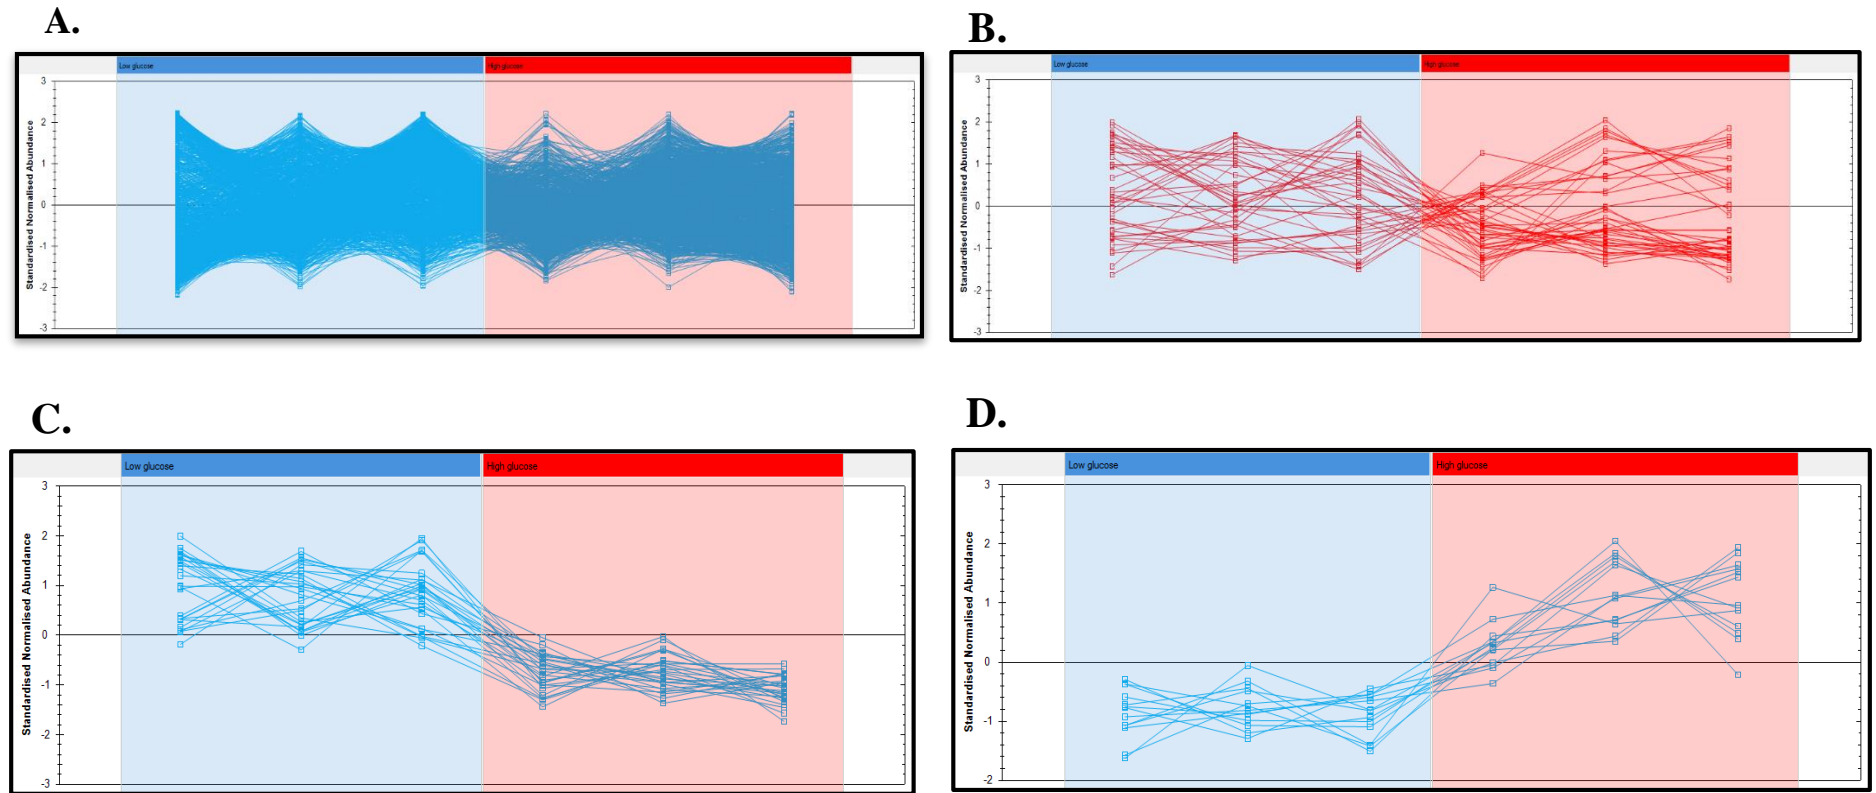 A.
Low glucose
High glucose
3
2
1
0
-1
-2
-3
Standardised Normalised Abundance
B.
Low glucose
High glucose
3
2
1
0
-1
-2
-3
Standardised Normalised Abundance
C.
Low glucose
High glucose
3
2
1
0
-1
-2
-3
Standardised Normalised Abundance
D.
Low glucose
High glucose
3
2
1
0
-1
-2
Standardised Normalised Abundance